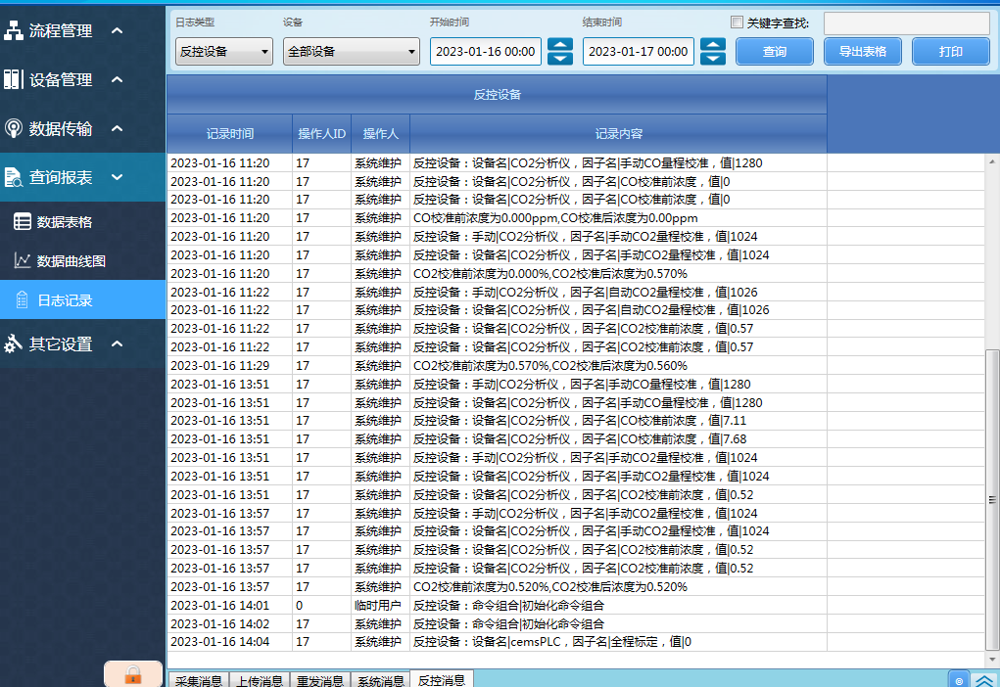 流程管理
设备管理
数据传输
查询报表
数据表格
数据曲线图
日志记录
其它设置
日志类型 设备 开始时间 结束时间 关键字查找:
反控设备 全部设备 2023-01-16 00:00 2023-01-17 00:00 查询 导出表格 打印
反控设备
记录时间 操作人ID 操作人 记录内容
2023-01-16 11:20 17 系统维护 反控设备：设备名|CO2分析仪，因子名|手动CO量程校准，值|1280
2023-01-16 11:20 17 系统维护 反控设备：设备名|CO2分析仪，因子名|CO校准前浓度，值|0
2023-01-16 11:20 17 系统维护 反控设备：设备名|CO2分析仪，因子名|CO校准前浓度，值|0
2023-01-16 11:20 17 系统维护 CO校准前浓度为0.000ppm,CO校准后浓度为0.00ppm
2023-01-16 11:20 17 系统维护 反控设备：手动|CO2分析仪，因子名|手动CO2量程校准，值|1024
2023-01-16 11:20 17 系统维护 反控设备：设备名|CO2分析仪，因子名|手动CO2量程校准，值|1024
2023-01-16 11:20 17 系统维护 CO2校准前浓度为0.000%,CO2校准后浓度为0.570%
2023-01-16 11:22 17 系统维护 反控设备：手动|CO2分析仪，因子名|自动CO2量程校准，值|1026
2023-01-16 11:22 17 系统维护 反控设备：设备名|CO2分析仪，因子名|自动CO2量程校准，值|1026
2023-01-16 11:22 17 系统维护 反控设备：设备名|CO2分析仪，因子名|CO2校准前浓度，值|0.57
2023-01-16 11:22 17 系统维护 反控设备：设备名|CO2分析仪，因子名|CO2校准前浓度，值|0.57
2023-01-16 11:29 17 系统维护 CO2校准前浓度为0.570%,CO2校准后浓度为0.560%
2023-01-16 13:51 17 系统维护 反控设备：手动|CO2分析仪，因子名|手动CO量程校准，值|1280
2023-01-16 13:51 17 系统维护 反控设备：设备名|CO2分析仪，因子名|手动CO量程校准，值|1280
2023-01-16 13:51 17 系统维护 反控设备：设备名|CO2分析仪，因子名|CO校准前浓度，值|7.11
2023-01-16 13:51 17 系统维护 反控设备：设备名|CO2分析仪，因子名|CO校准前浓度，值|7.68
2023-01-16 13:51 17 系统维护 反控设备：手动|CO2分析仪，因子名|手动CO2量程校准，值|1024
2023-01-16 13:51 17 系统维护 反控设备：设备名|CO2分析仪，因子名|手动CO2量程校准，值|1024
2023-01-16 13:51 17 系统维护 反控设备：设备名|CO2分析仪，因子名|CO2校准前浓度，值|0.52
2023-01-16 13:57 17 系统维护 反控设备：手动|CO2分析仪，因子名|手动CO2量程校准，值|1024
2023-01-16 13:57 17 系统维护 反控设备：设备名|CO2分析仪，因子名|手动CO2量程校准，值|1024
2023-01-16 13:57 17 系统维护 反控设备：设备名|CO2分析仪，因子名|CO2校准前浓度，值|0.52
2023-01-16 13:57 17 系统维护 反控设备：设备名|CO2分析仪，因子名|CO2校准前浓度，值|0.52
2023-01-16 13:57 17 系统维护 CO2校准前浓度为0.520%,CO2校准后浓度为0.520%
2023-01-16 14:01 0 临时用户 反控设备：命令组合|初始化命令组合
2023-01-16 14:02 17 系统维护 反控设备：命令组合|初始化命令组合
2023-01-16 14:04 17 系统维护 反控设备：设备名|cemsPLC，因子名|全程标定，值|0
采集消息 上传消息 重发消息 系统消息 反控消息